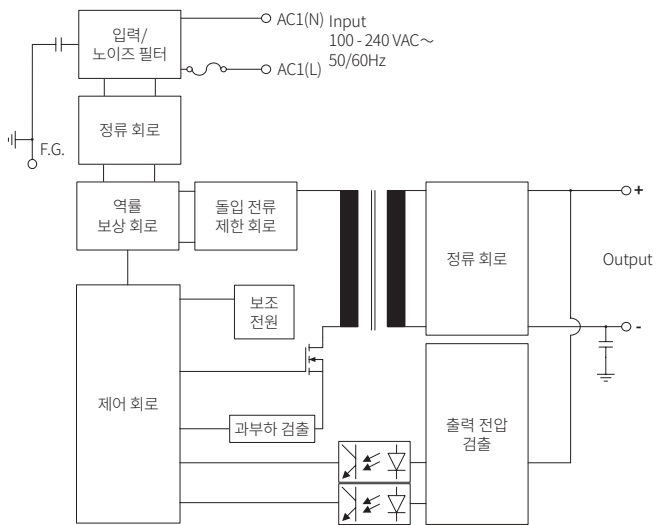 입력/
노이즈 필터
AC1(N)
Input
100 - 240 VAC～
50/60Hz
AC1(L)
정류 회로
F.G.
역률
보상 회로
돌입 전류
제한 회로
정류 회로
+
Output
-
보조
전원
제어 회로
과부하 검출
출력 전압
검출